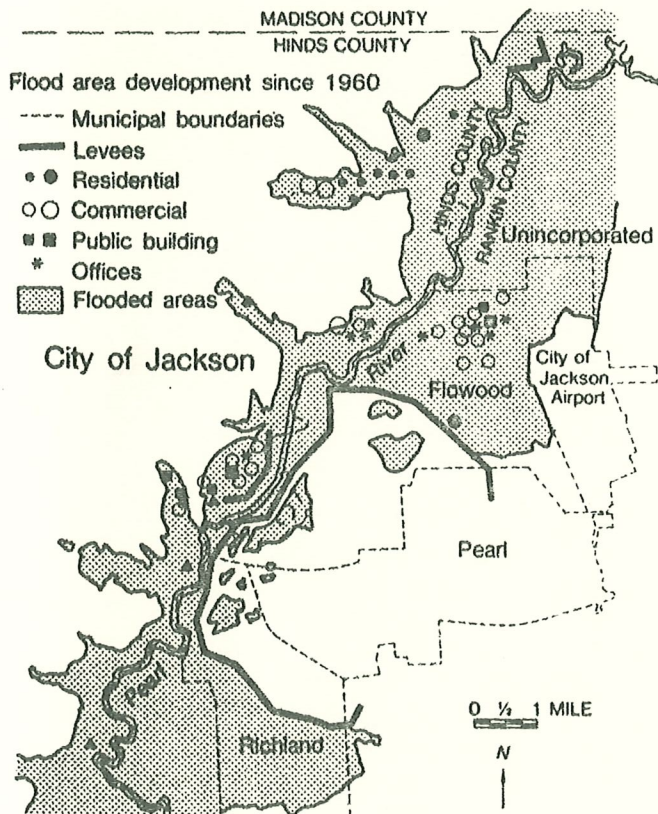 MADISON COUNTY
HINDS COUNTY
Flood area development since 1960
Municipal boundaries
Levees
Residential
Commercial
Public building
Offices
Flooded areas
HINDS COUNTY
RANKIN COUNTY
Unincorporated
City of Jackson
River
Flowood
City of
Jackson
Airport
Pearl
Pearl
Richland
0 ½ 1 MILE
N